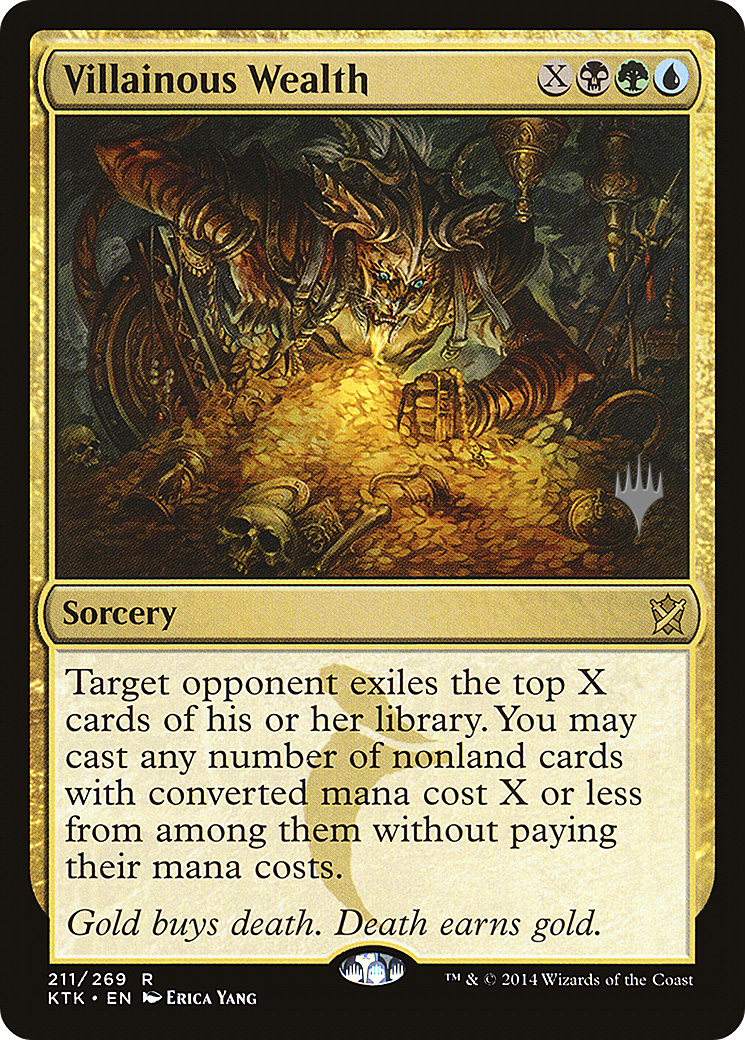 Villainous Wealth X
Sorcery
Target opponent exiles the top X
cards of his or her library. You may
cast any number of nonland cards
with converted mana cost X or less
from among them without paying
their mana costs.
Gold buys death. Death earns gold.
211/269 R
KTK • EN Erica Yang
™ & © 2014 Wizards of the Coast